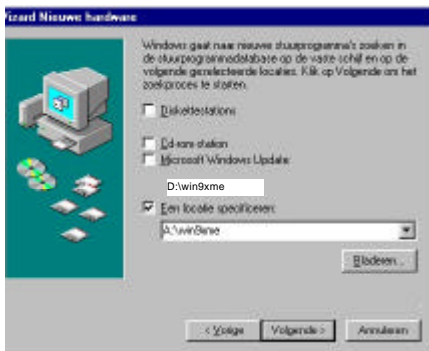 Wizard Nieuwe hardware
Windows gaat naar nieuwe stuurprogramma's zoeken in
de stuurprogrammadatabase op de vaste schijf en op de
volgende geselecteerde locaties. Klik op Volgende om het
zoekproces te starten.
Diskettestations
Cd-rom-station
Microsoft Windows Update
D:\win9xme
Een locatie specificeren:
A:\win9xme
Bladeren...
< Vorige
Volgende >
Annuleren